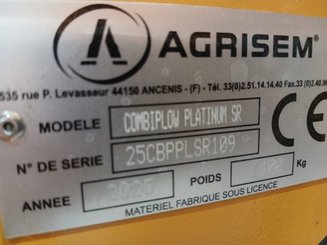 AGRISEM®
535 rue P. Levasseur 44150 ANCENIS - (F) - Tél. 33(0)2.51.14.14.40 Fax.33 (0)2.40.96
MODELE COMBIPLOW PLATINUM SR
N° DE SERIE 25CBPPLSR109
ANNEE 2025 POIDS Kg
MATERIEL FABRIQUE SOUS LICENCE
CE